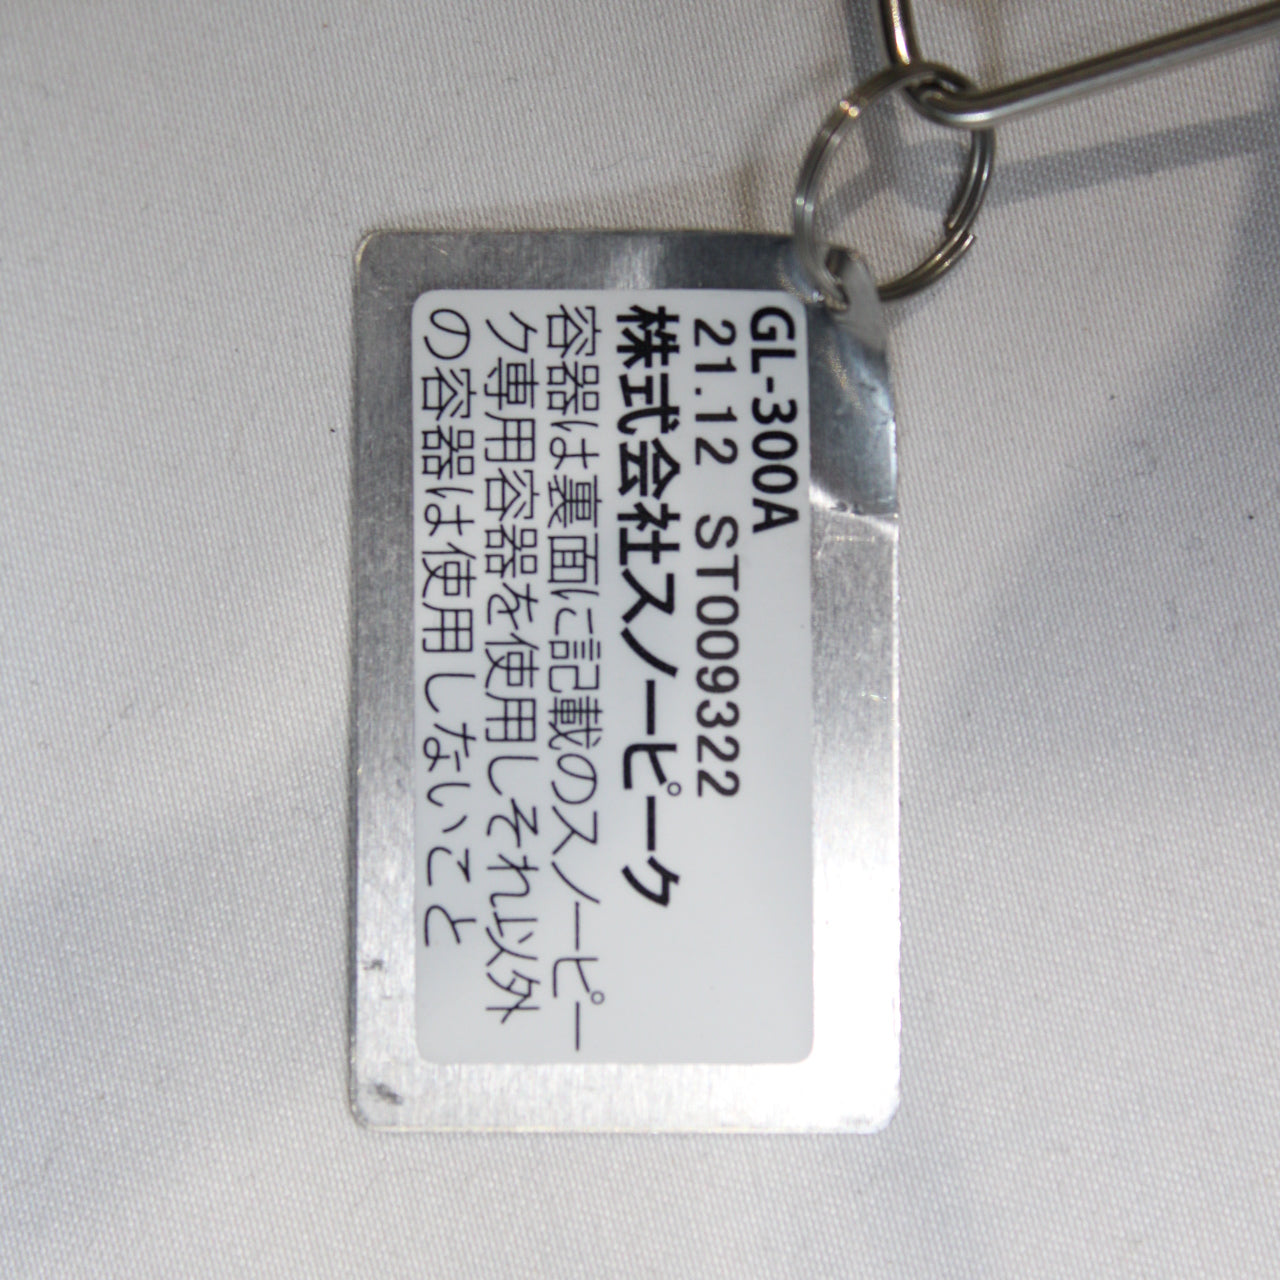 GL-300A
21.12 ST009322
株式会社スノーピーク
容器は裏面に記載のスノーピー
ク専用容器を使用しそれ以外
の容器は使用しないこと